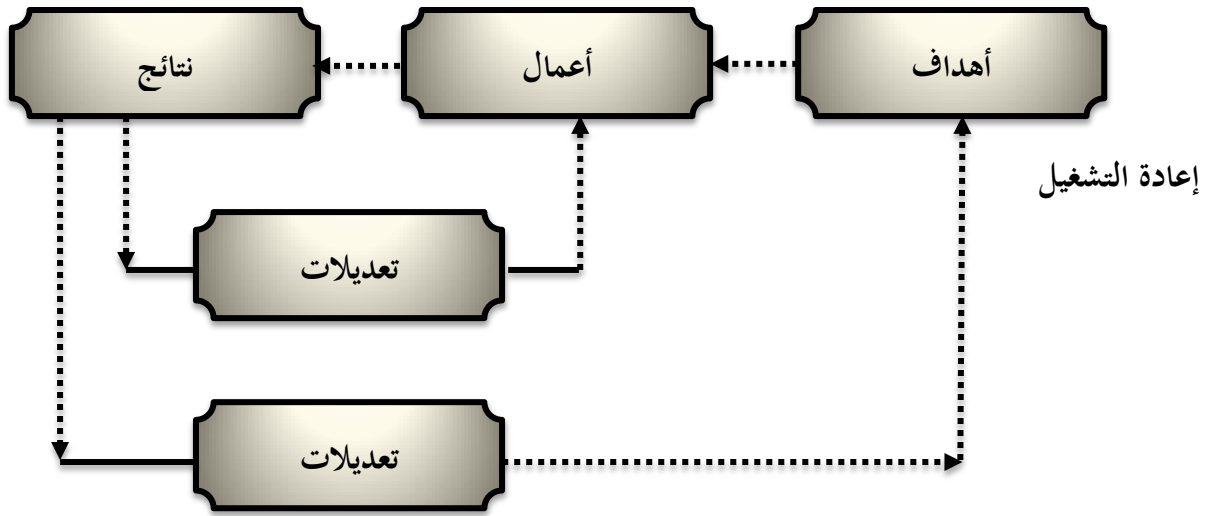 أهداف
أعمال
نتائج
إعادة التشغيل
تعديلات
تعديلات